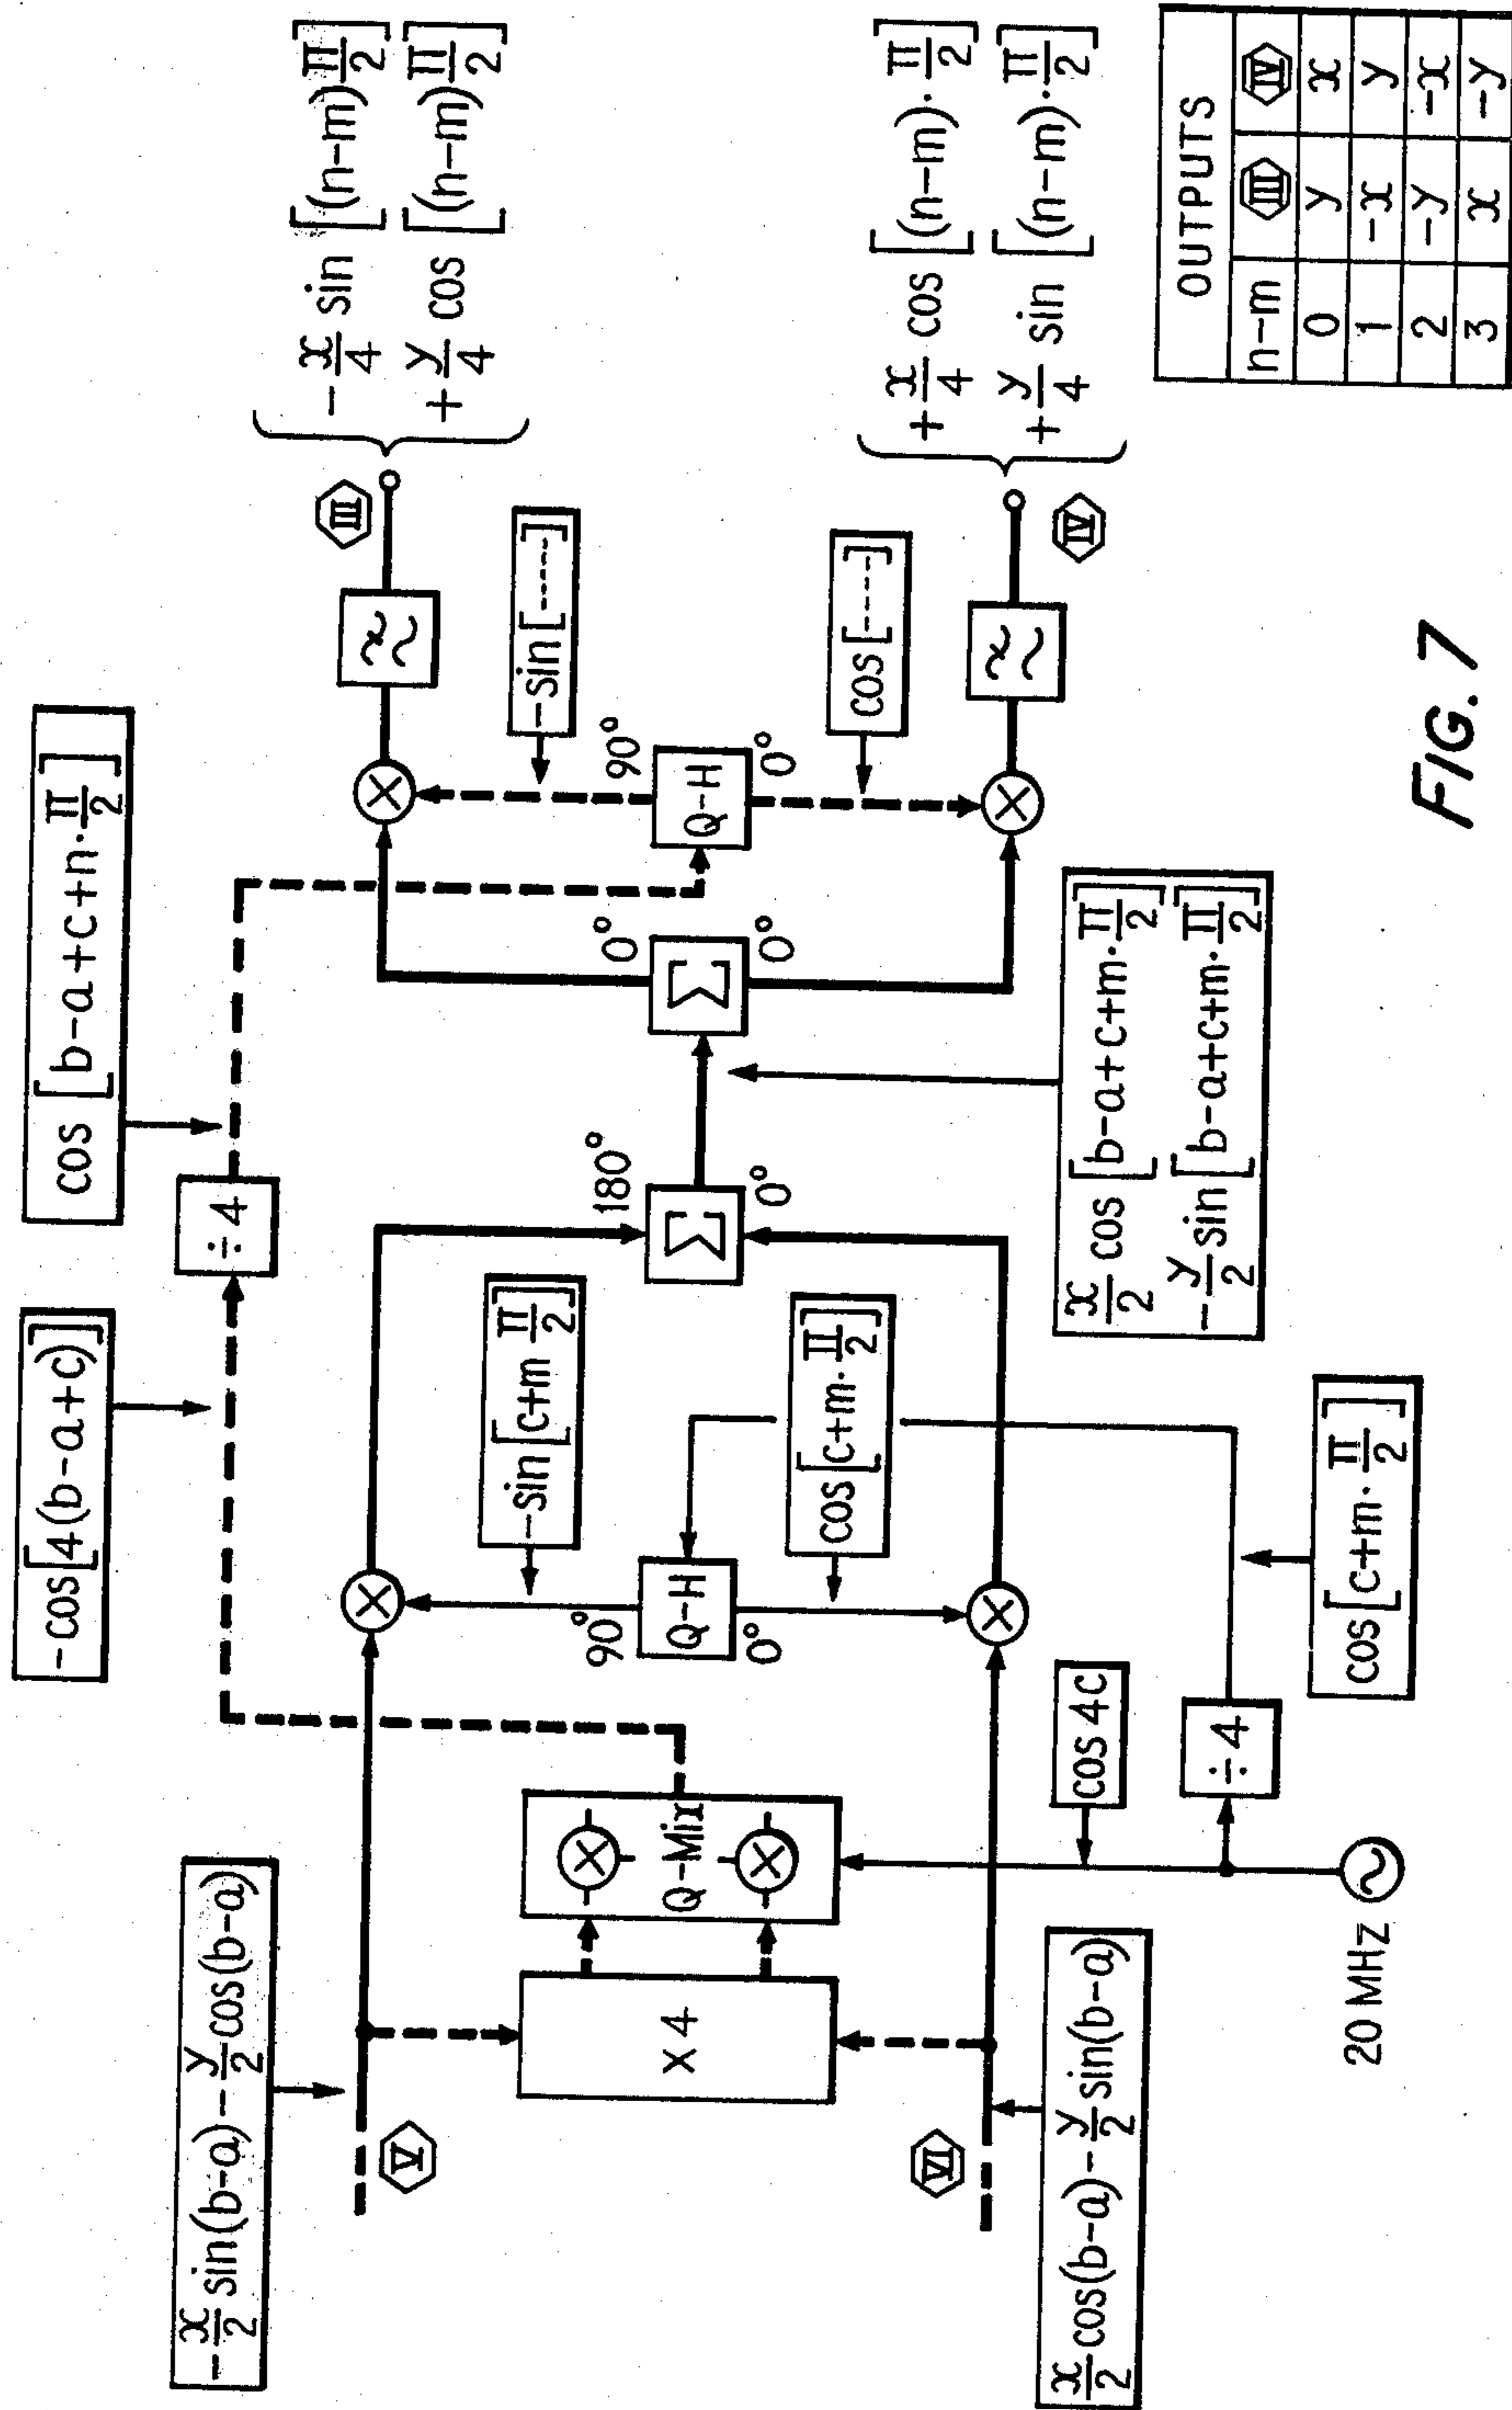 -x/2 sin(b-a) - y/2 cos(b-a)
-cos[4(b-a+c)]
÷4
cos [b-a+c+n·π/2]
V
×4
Q-Mix
90°
Q-H
0°
-sin[c+m π/2]
cos[c+m·π/2]
180°
Σ
0°
0°
Σ
0°
90°
Q-H
0°
-sin[-----]
cos[----]
III
-x/4 sin [(n-m)π/2]
+y/4 cos [(n-m)π/2]
VI
x/2 cos(b-a) - y/2 sin(b-a)
cos 4c
÷4
20 MHz
cos[c+m·π/2]
x/2 cos [b-a+c+m·π/2]
-y/2 sin[b-a+c+m·π/2]
IV
+x/4 cos [(n-m)·π/2]
+y/4 sin [(n-m)·π/2]
OUTPUTS
n-m III IV
0 y x
1 -x y
2 -y -x
3 x -y
FIG. 7